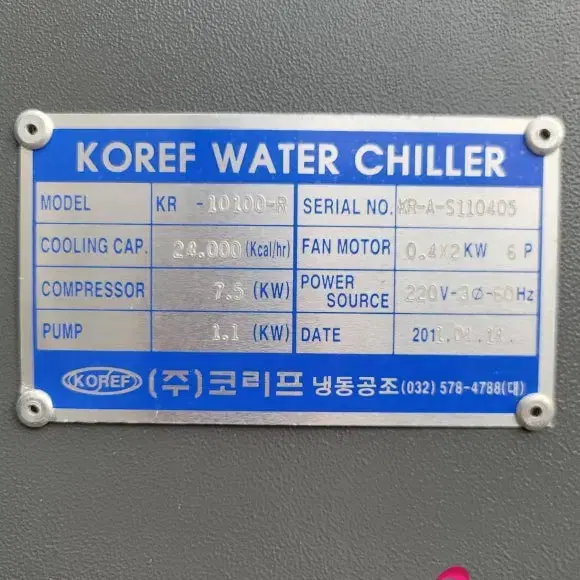 KOREF WATER CHILLER
MODEL KR -10100-R SERIAL NO. KR-A-S110405
COOLING CAP. 24.000 (Kcal/hr) FAN MOTOR 0.4X2 KW 6 P
COMPRESSOR 7.5 (KW) POWER SOURCE 220V-3Ø-60Hz
PUMP 1.1 (KW) DATE 2011.
KOREF (주)코리프 냉동공조 (032) 578-4788(대)